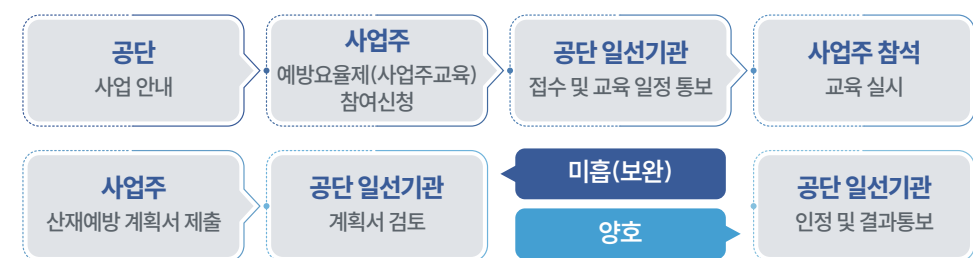 공단
사업 안내
사업주
예방요율제(사업주교육)
참여신청
공단 일선기관
접수 및 교육 일정 통보
사업주 참석
교육 실시
사업주
산재예방 계획서 제출
공단 일선기관
계획서 검토
미흡(보완)
양호
공단 일선기관
인정 및 결과통보